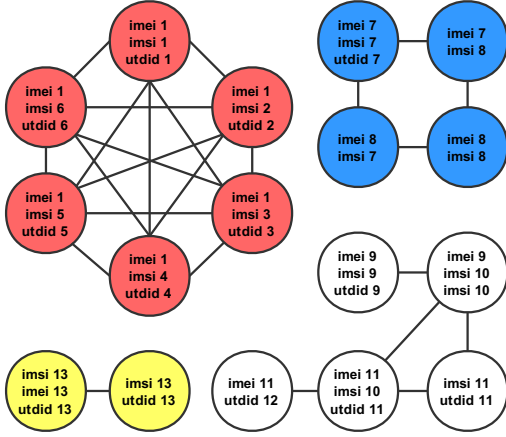 imei 1
imsi 1
utdid 1
imei 1
imsi 6
utdid 6
imei 1
imsi 2
utdid 2
imei 1
imsi 5
utdid 5
imei 1
imsi 3
utdid 3
imei 1
imsi 4
utdid 4
imei 7
imsi 7
utdid 7
imei 7
imsi 8
imei 8
imsi 7
imei 8
imsi 8
imei 9
imsi 9
utdid 9
imei 9
imsi 10
imsi 10
imsi 13
imei 13
utdid 13
imsi 13
utdid 13
imei 11
utdid 12
imei 11
imsi 10
utdid 11
imsi 11
utdid 11